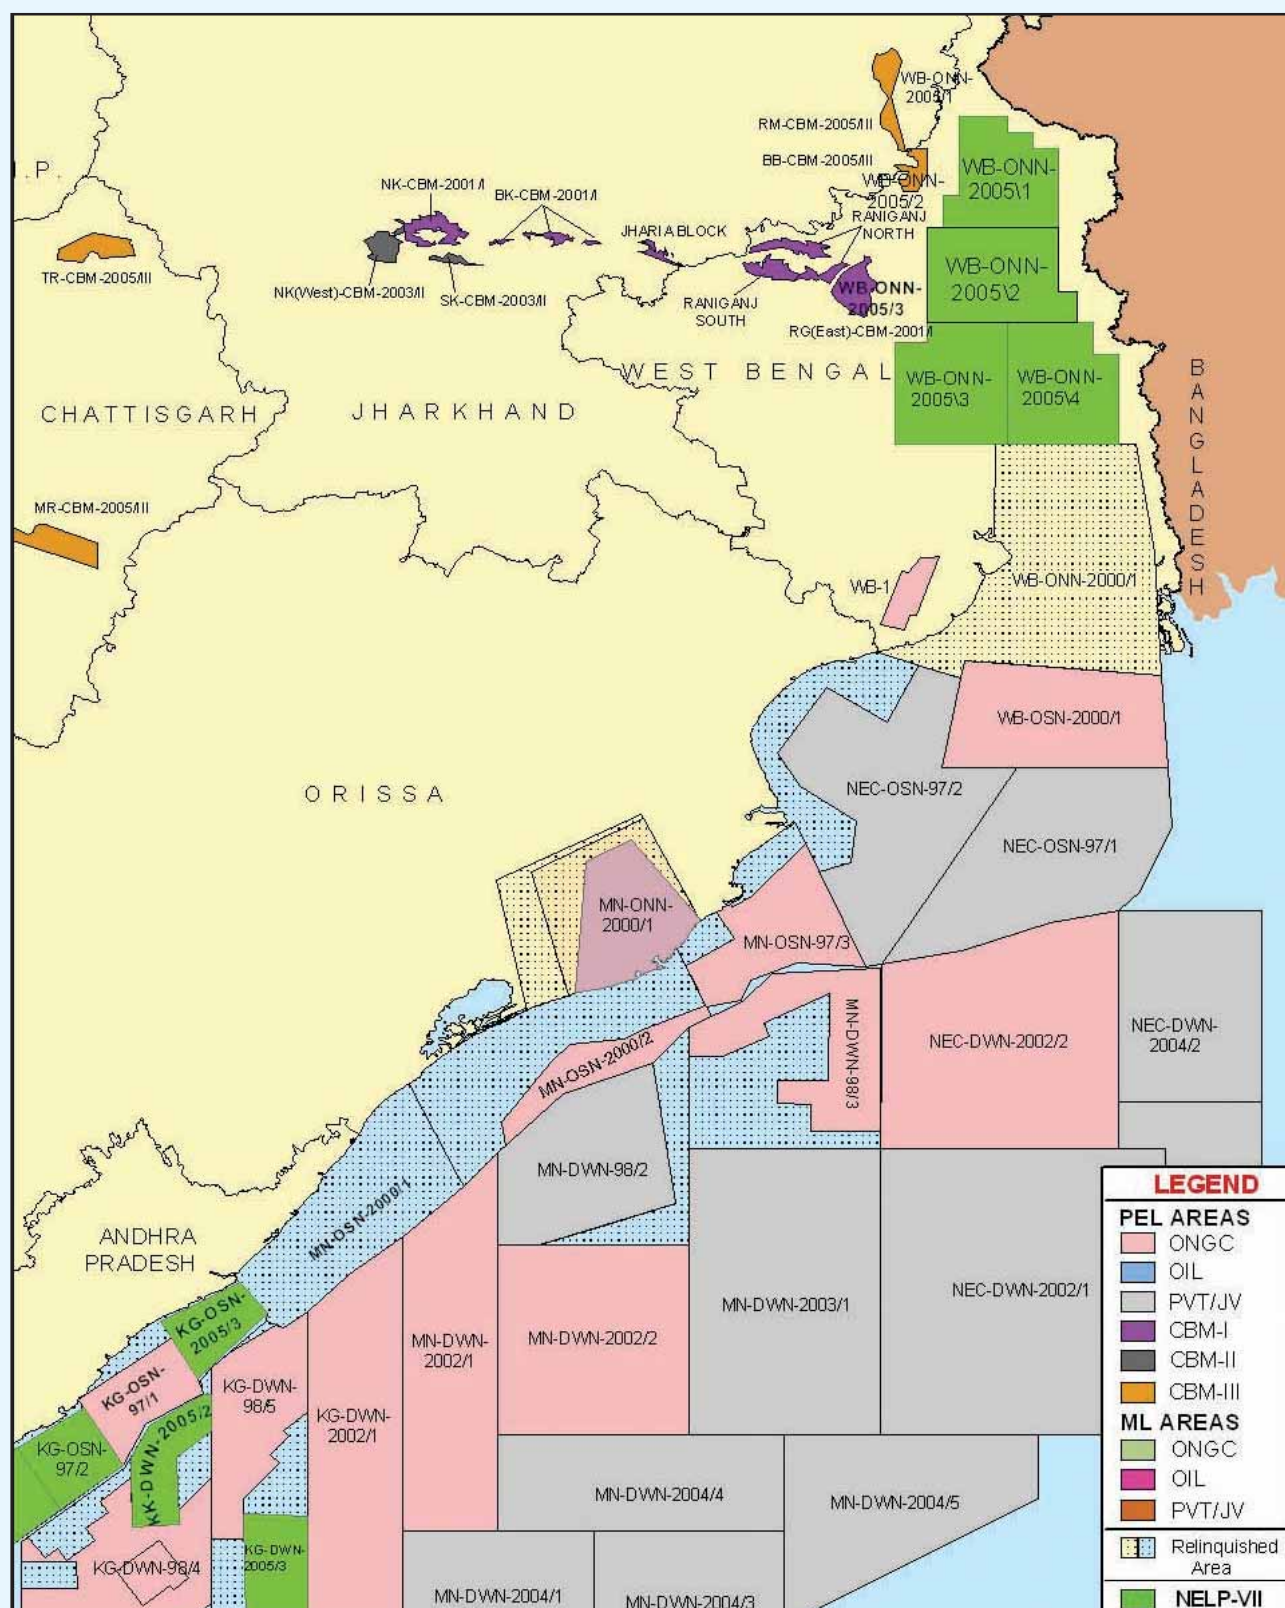 WB-ONN-
2005/1
RM-CBM-2005/III
BB-CBM-2005/III
WB-ONN-
2005/2
WB-ONN-
2005\1
.P.
NK-CBM-2001/I
BK-CBM-2001/I
JHARIA BLOCK
RANIGANJ
NORTH
TR-CBM-2005/III
NK(West)-CBM-2003/II
SK-CBM-2003/II
RANIGANJ
SOUTH
WB-ONN-
2005/3
RG(East)-CBM-2001/I
WB-ONN-
2005\2
WEST BENGAL
WB-ONN-
2005\3
WB-ONN-
2005\4
BANGLADESH
CHATTISGARH
JHARKHAND
MR-CBM-2005/III
WB-1
WB-ONN-2000/1
WB-OSN-2000/1
ORISSA
NEC-OSN-97/2
NEC-OSN-97/1
MN-ONN-
2000/1
MN-OSN-97/3
MN-OSN-2000/2
MN-DWN-98/3
NEC-DWN-2002/2
NEC-DWN-
2004/2
MN-DWN-98/2
MN-OSN-2000/1
ANDHRA
PRADESH
NEC-DWN-2002/1
MN-DWN-2003/1
KG-OSN-
2005/3
MN-DWN-
2002/1
MN-DWN-2002/2
KG-OSN-
97/1
KG-DWN-
98/5
KG-DWN-
2002/1
KG-OSN-
97/2
KK-DWN-2005/2
MN-DWN-2004/4
MN-DWN-2004/5
KG-DWN-98/4
KG-DWN-
2005/3
MN-DWN-2004/1
MN-DWN-2004/3
LEGEND
PEL AREAS
ONGC
OIL
PVT/JV
CBM-I
CBM-II
CBM-III
ML AREAS
ONGC
OIL
PVT/JV
Relinquished
Area
NELP-VII